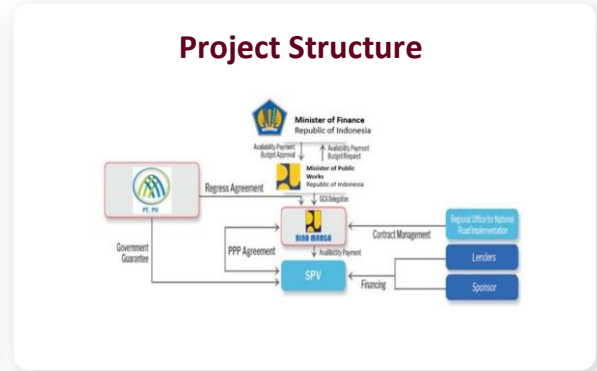 Project Structure
Minister of Finance
Republic of Indonesia
Availability Payment
Budget Approval
Availability Payment
Budget Request
Minister of Public
Works
Republic of Indonesia
PT. PII
Regress Agreement
GCA Delegation
BINA MARGA
Contract Management
Regional Office for National
Road Implementation
Government
Guarantee
PPP Agreement
Availability Payment
SPV
Financing
Lenders
Sponsor